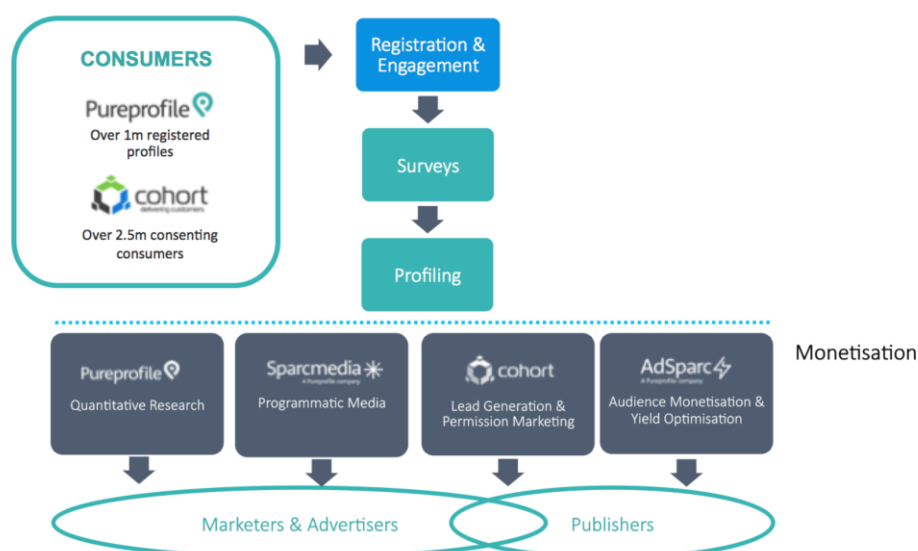 CONSUMERS
Pureprofile
Over 1m registered
profiles
cohort
delivering customers
Over 2.5m consenting
consumers
Registration &
Engagement
Surveys
Profiling
Monetisation
Pureprofile
Quantitative Research
Sparcmedia
A Pureprofile company
Programmatic Media
cohort
Lead Generation &
Permission Marketing
AdSparc
A Pureprofile company
Audience Monetisation &
Yield Optimisation
Marketers & Advertisers
Publishers